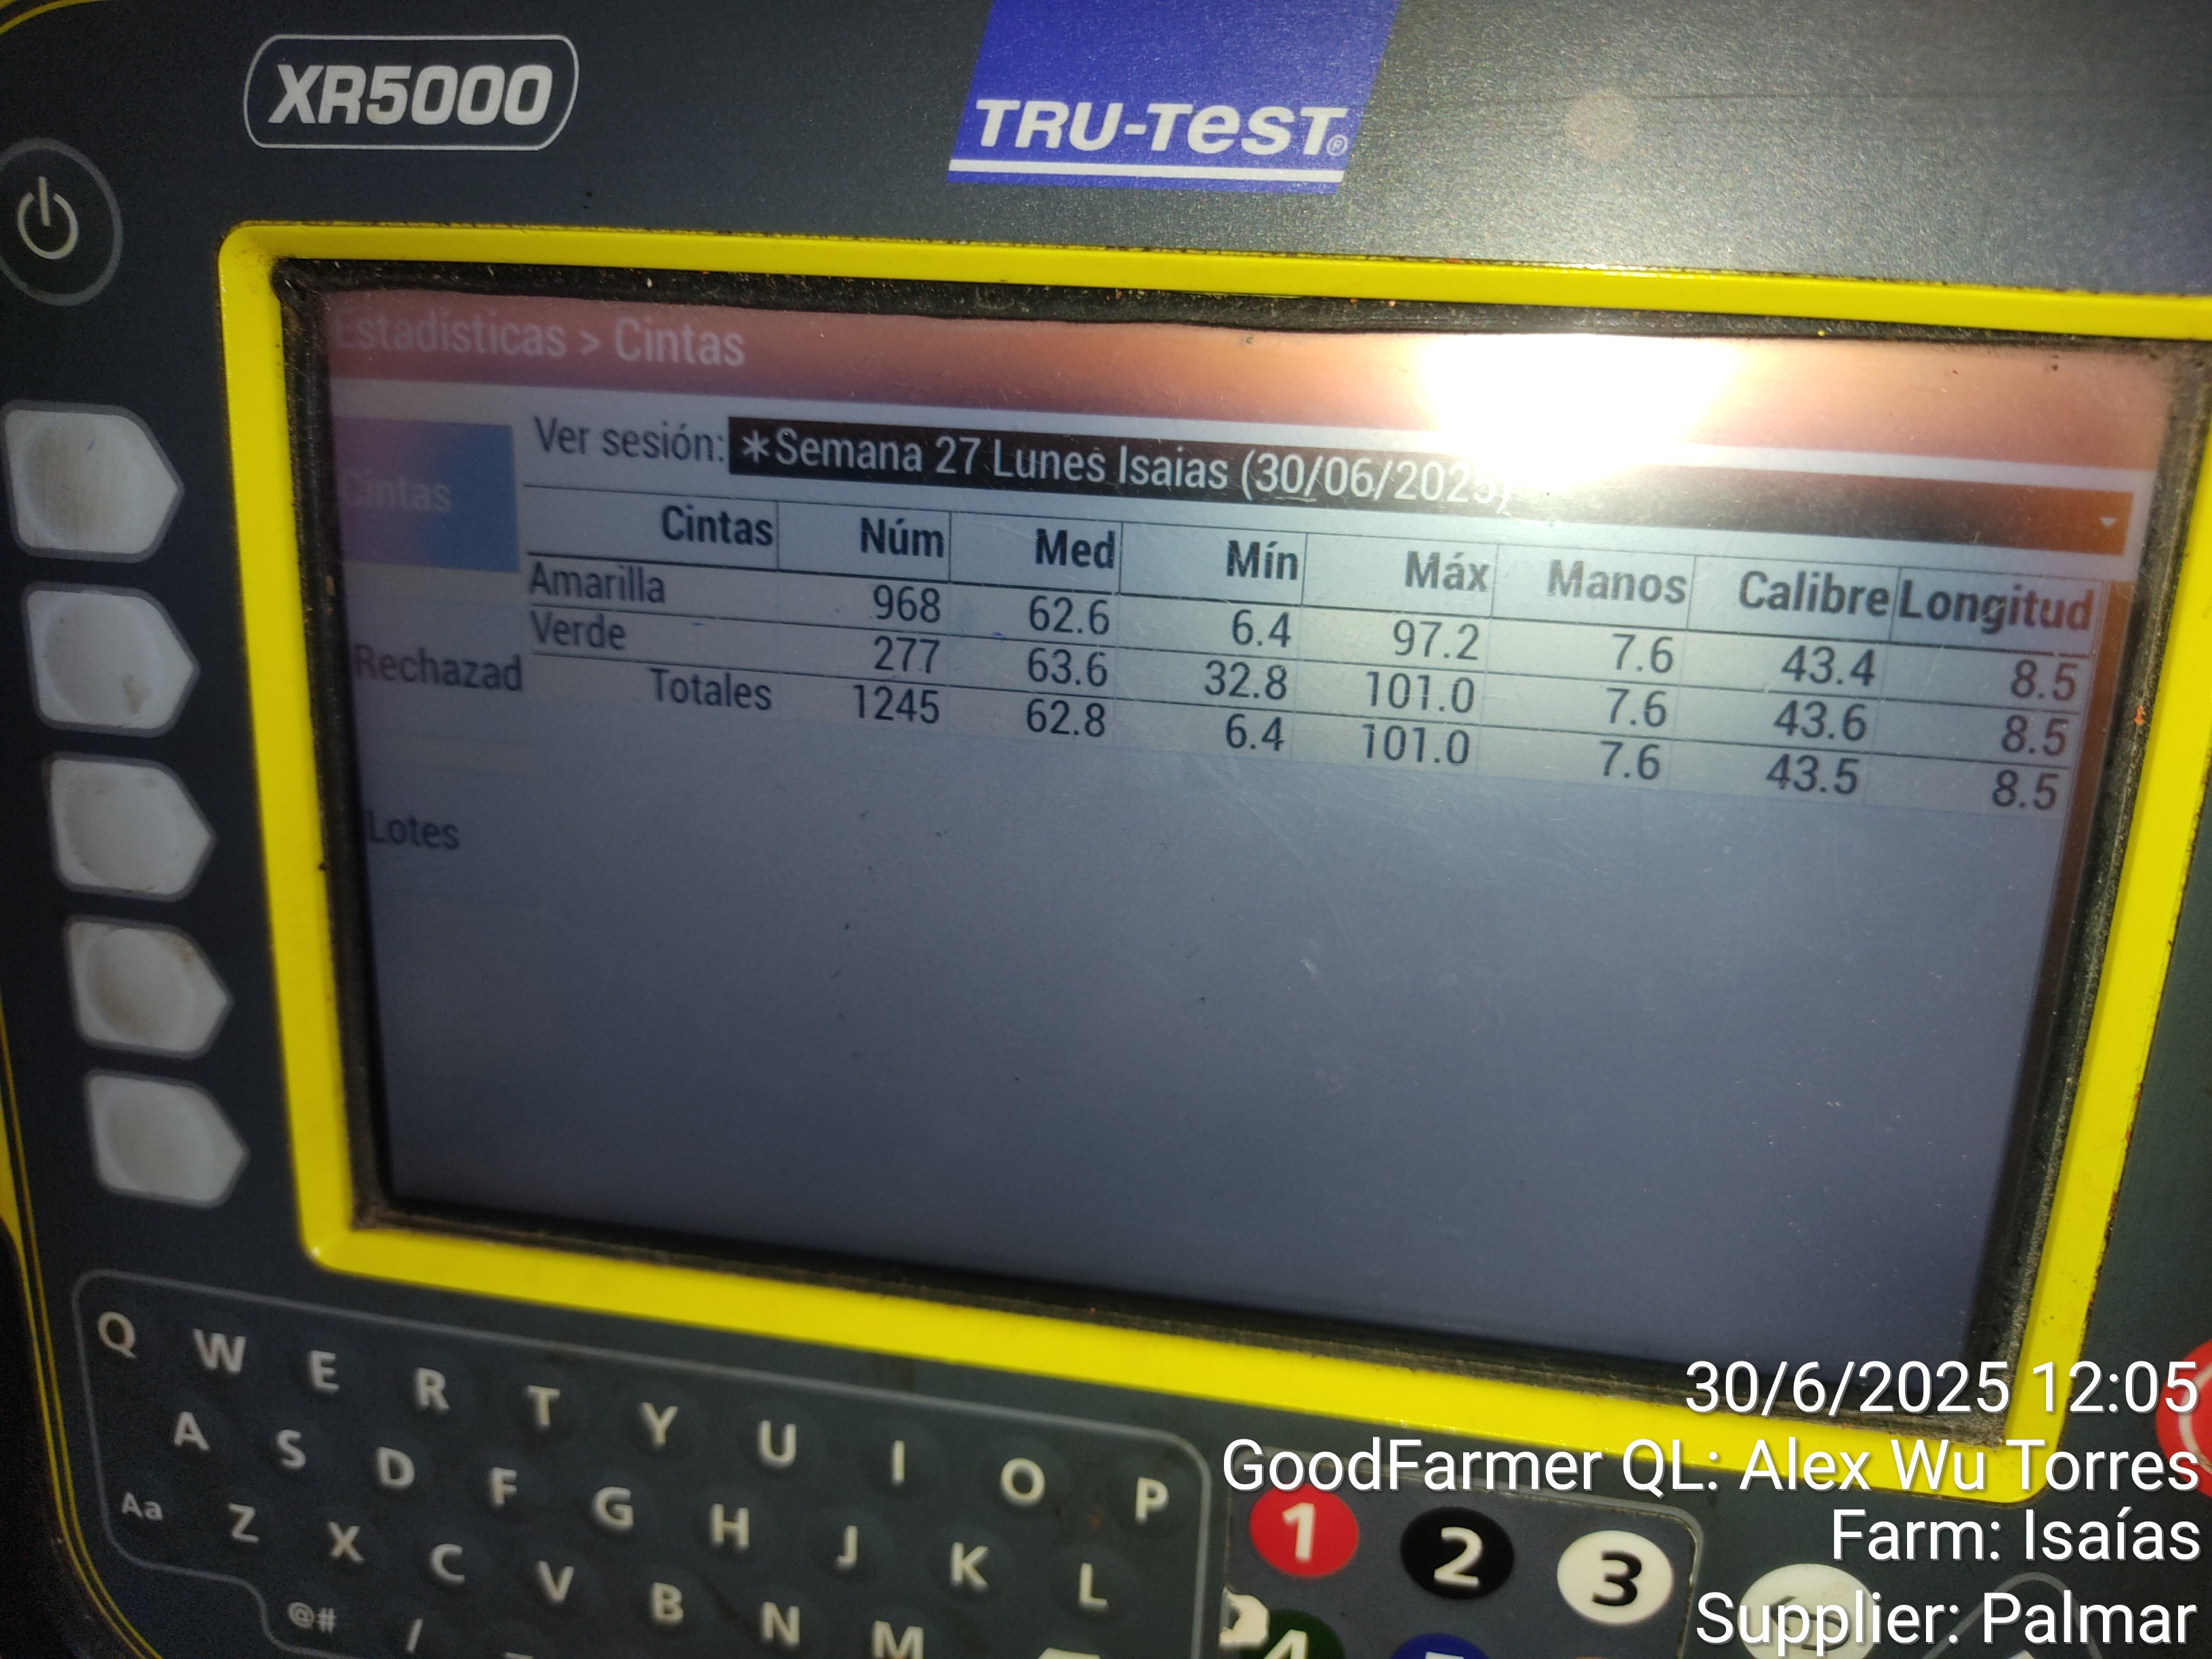 XR5000
TRU-TEST®
Estadísticas > Cintas
Ver sesión: *Semana 27 Lunes Isaias (30/06/2025)
Cintas
Cintas Núm Med Mín Máx Manos Calibre Longitud
Amarilla 968 62.6 6.4 97.2 7.6 43.4 8.5
Verde 277 63.6 32.8 101.0 7.6 43.6 8.5
Totales 1245 62.8 6.4 101.0 7.6 43.5 8.5
Rechazad
Lotes
Q W E R T Y U I O P
A S D F G H J K L
Aa Z X C V B N M
@# /
1 2 3
4
30/6/2025 12:05
GoodFarmer QL: Alex Wu Torres
Farm: Isaías
Supplier: Palmar